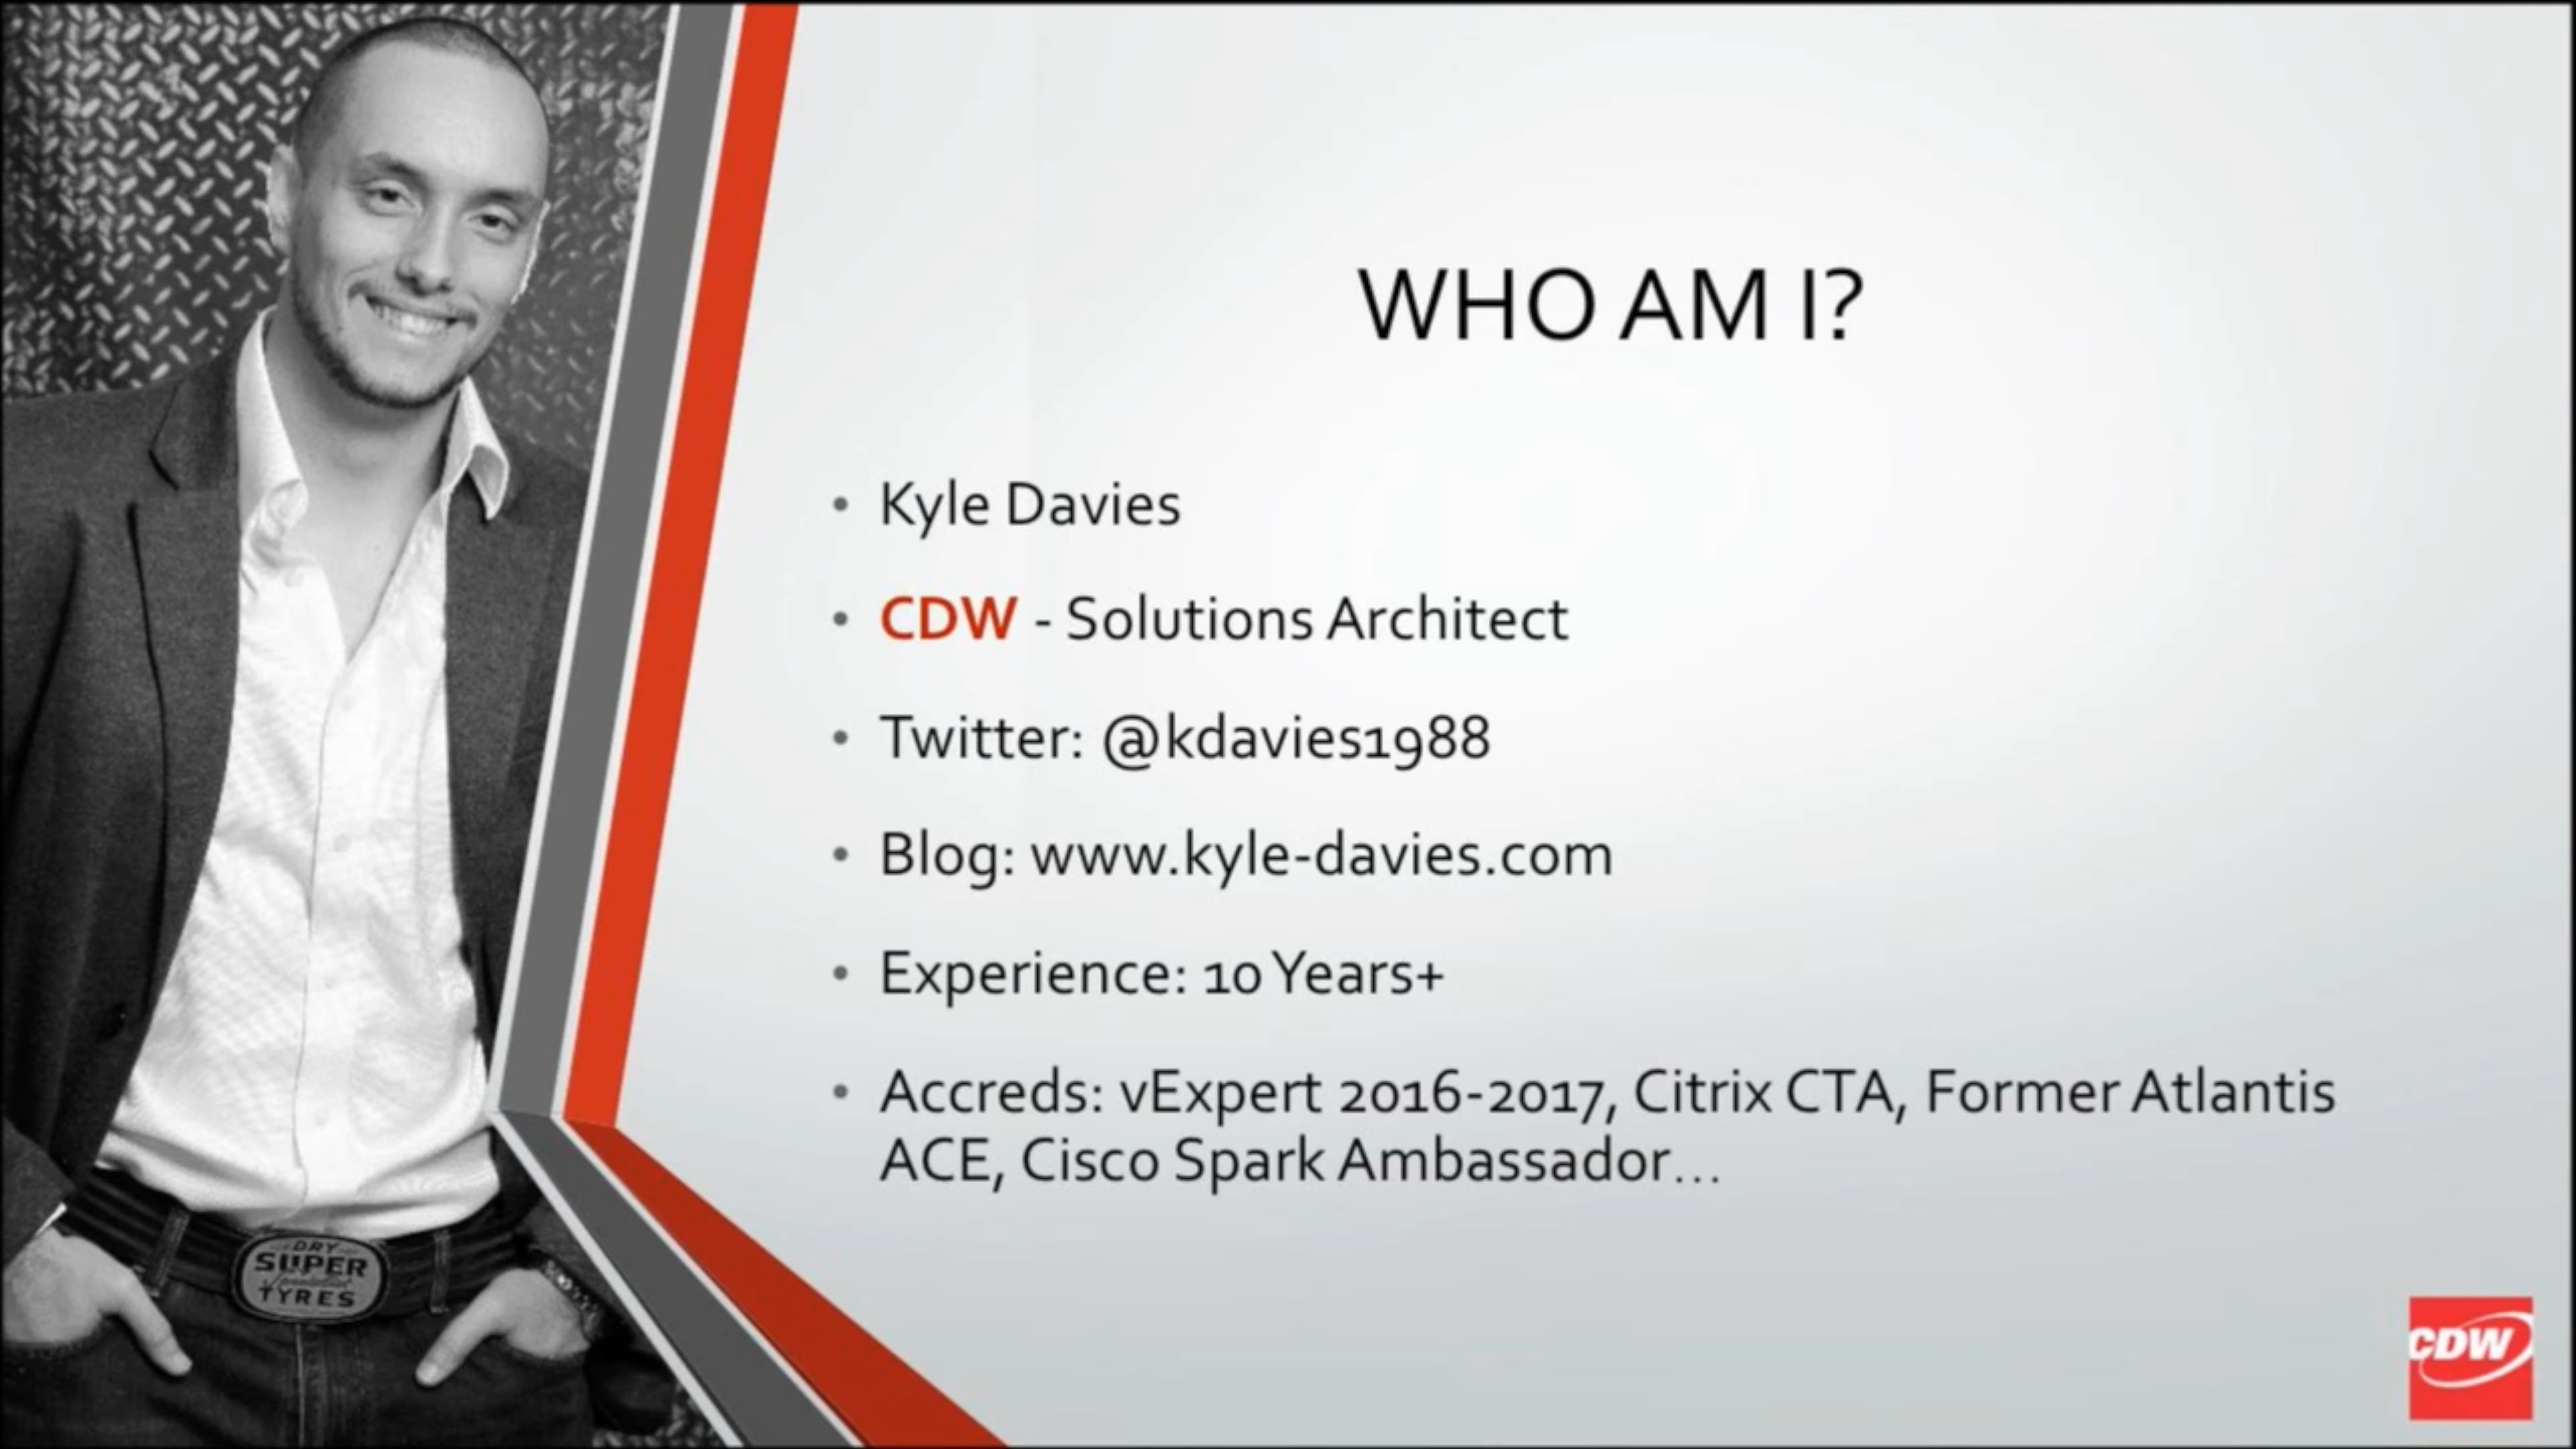 WHO AM I?
• Kyle Davies
• CDW - Solutions Architect
• Twitter: @kdavies1988
• Blog: www.kyle-davies.com
• Experience: 10 Years+
• Accreds: vExpert 2016-2017, Citrix CTA, Former Atlantis
ACE, Cisco Spark Ambassador...
DRY
SUPER
TYRES
CDW